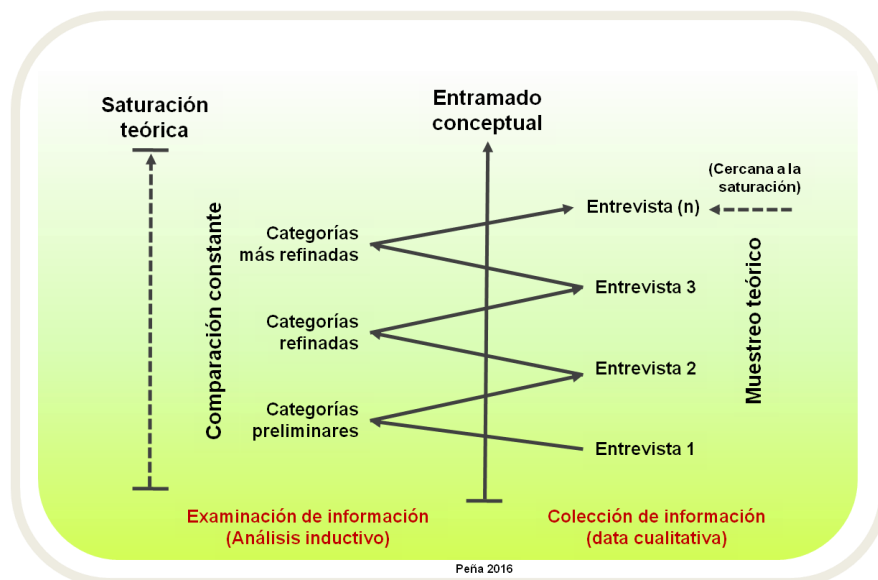 Saturación
teórica
Entramado
conceptual
(Cercana a la
saturación)
Entrevista (n)
Categorías
más refinadas
Comparación constante
Entrevista 3
Muestreo teórico
Categorías
refinadas
Entrevista 2
Categorías
preliminares
Entrevista 1
Examinación de información
(Análisis inductivo)
Colección de información
(data cualitativa)
Peña 2016